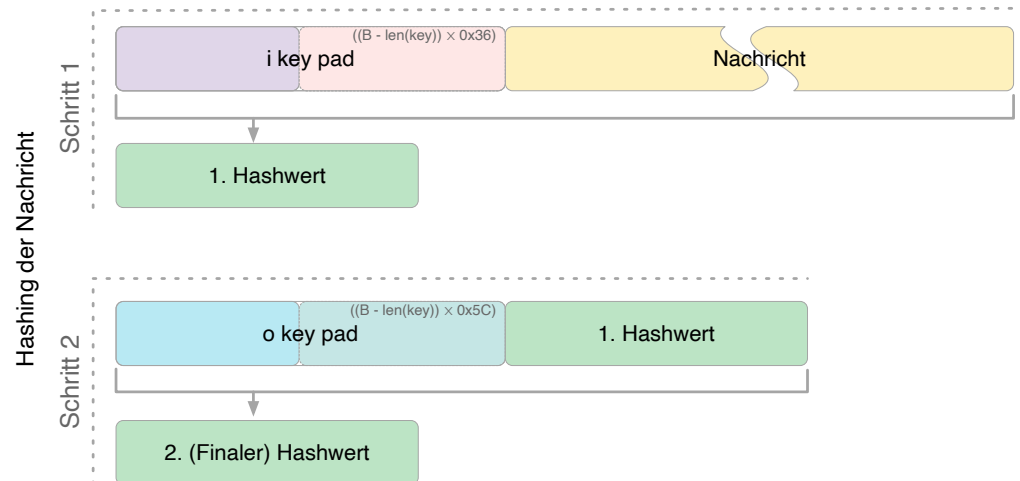 Hashing der Nachricht
Schritt 1
((B - len(key)) × 0x36)
i key pad
Nachricht
1. Hashwert
Schritt 2
((B - len(key)) × 0x5C)
o key pad
1. Hashwert
2. (Finaler) Hashwert